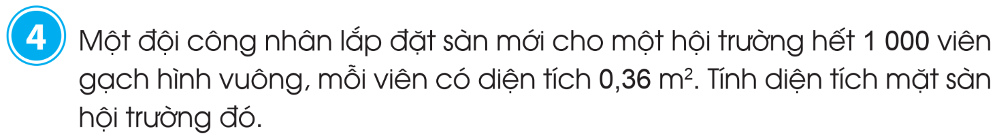 4 Một đội công nhân lắp đặt sàn mới cho một hội trường hết 1 000 viên
gạch hình vuông, mỗi viên có diện tích 0,36 m². Tính diện tích mặt sàn
hội trường đó.